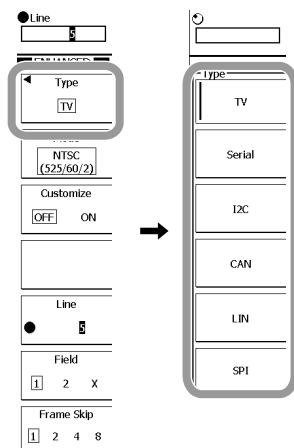 Line
5
ENHANCED
Type
TV
NTSC
(525/60/2)
Customize
OFF ON
Line
5
Field
1 2 X
Frame Skip
1 2 4 8
Type
TV
Serial
I2C
CAN
LIN
SPI